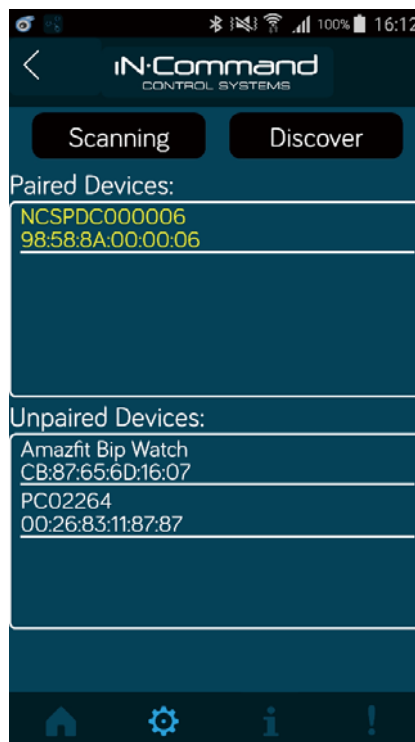 100% 16:12
iN·Command
CONTROL SYSTEMS
Scanning Discover
Paired Devices:
NCSPDC000006
98:58:8A:00:00:06
Unpaired Devices:
Amazfit Bip Watch
CB:87:65:6D:16:07
PC02264
00:26:83:11:87:87